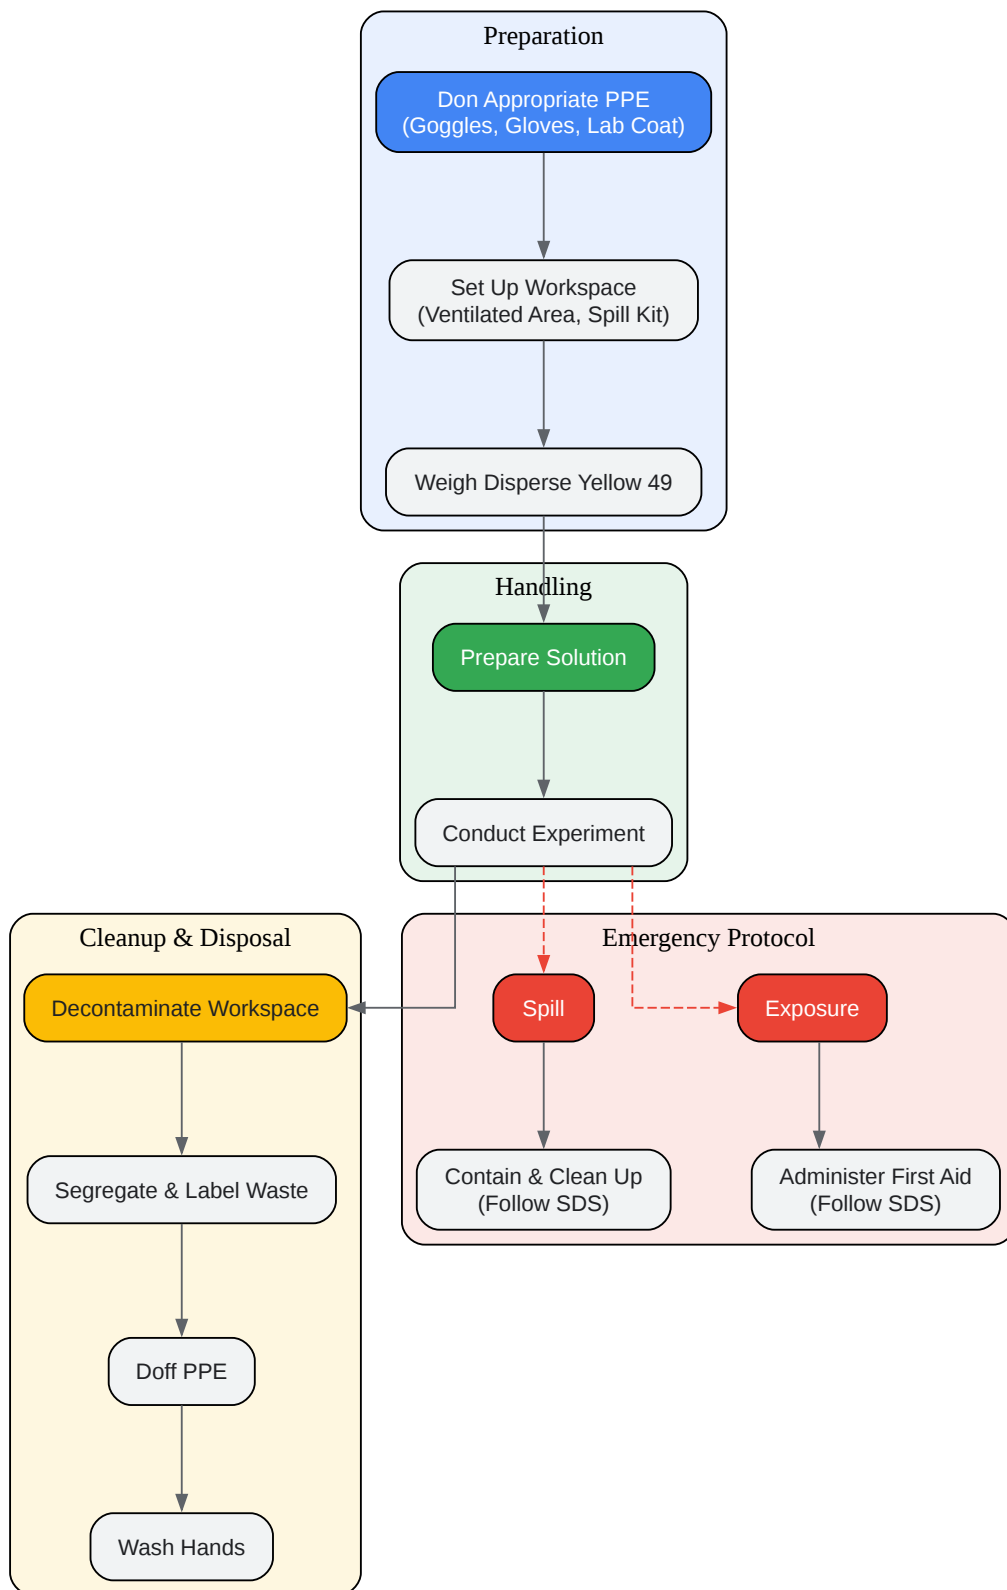 Preparation
Don Appropriate PPE
(Goggles, Gloves, Lab Coat)
Set Up Workspace
(Ventilated Area, Spill Kit)
Weigh Disperse Yellow 49
Handling
Prepare Solution
Conduct Experiment
Cleanup & Disposal
Decontaminate Workspace
Segregate & Label Waste
Doff PPE
Wash Hands
Emergency Protocol
Spill
Exposure
Contain & Clean Up
(Follow SDS)
Administer First Aid
(Follow SDS)